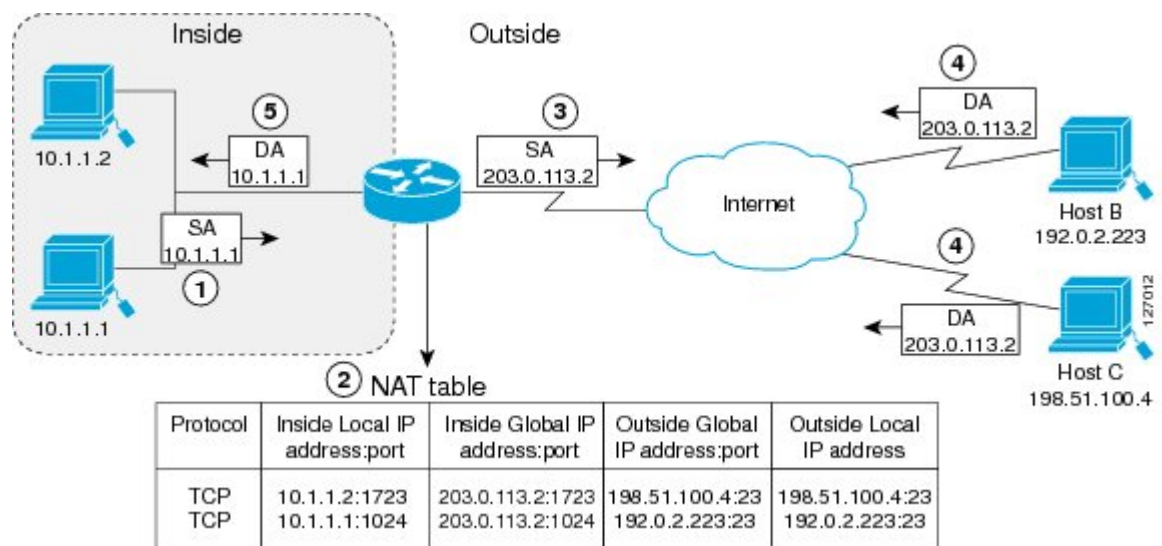 Inside
Outside
4
DA
203.0.113.2
5
DA
10.1.1.1
3
SA
203.0.113.2
10.1.1.2
SA
10.1.1.1
1
10.1.1.1
Internet
Host B
192.0.2.223
4
DA
203.0.113.2
127012
Host C
198.51.100.4
2 NAT table
Protocol
Inside Local IP
address:port
Inside Global IP
address:port
Outside Global
IP address:port
Outside Local
IP address
TCP 10.1.1.2:1723 203.0.113.2:1723 198.51.100.4:23 198.51.100.4:23
TCP 10.1.1.1:1024 203.0.113.2:1024 192.0.2.223:23 192.0.2.223:23